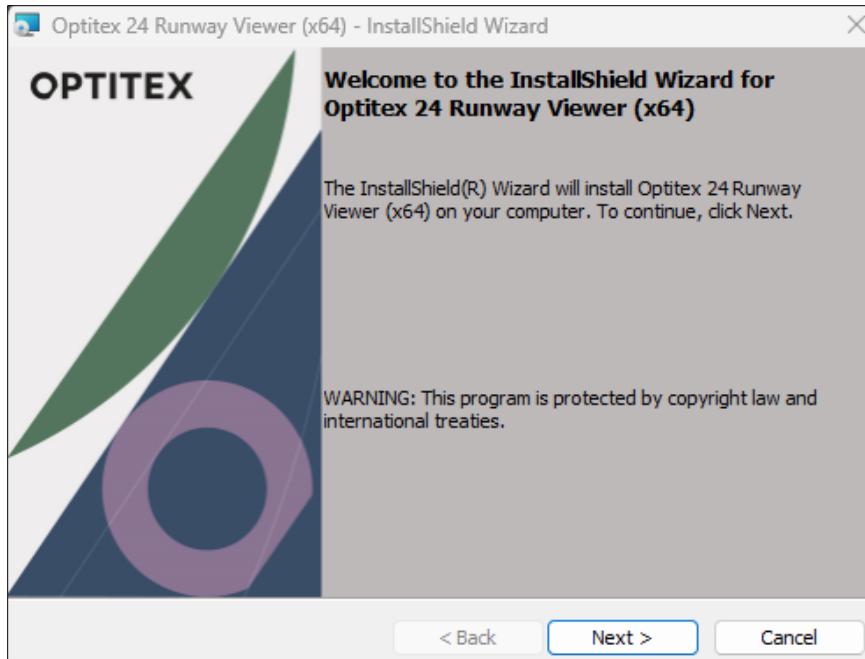 Optitex 24 Runway Viewer (x64) - InstallShield Wizard
OPTITEX
Welcome to the InstallShield Wizard for
Optitex 24 Runway Viewer (x64)
The InstallShield(R) Wizard will install Optitex 24 Runway
Viewer (x64) on your computer. To continue, click Next.
WARNING: This program is protected by copyright law and
international treaties.
< Back
Next >
Cancel